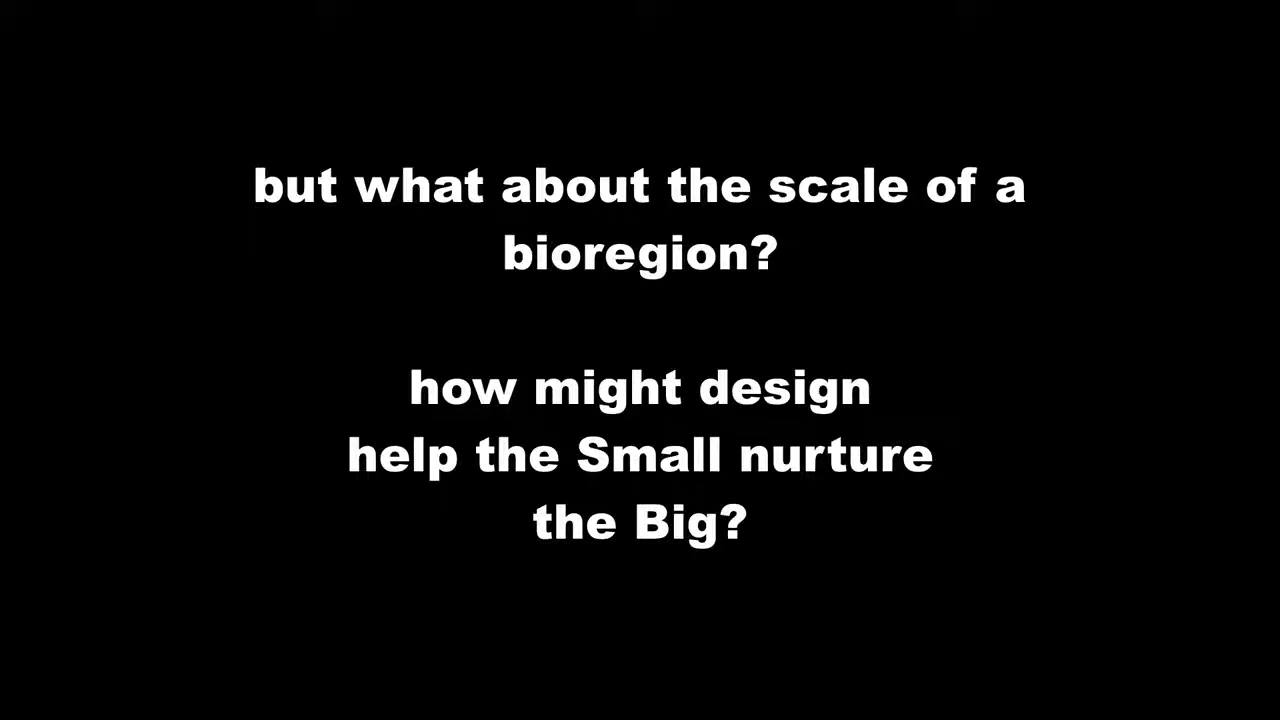 but what about the scale of a
bioregion?
how might design
help the Small nurture
the Big?